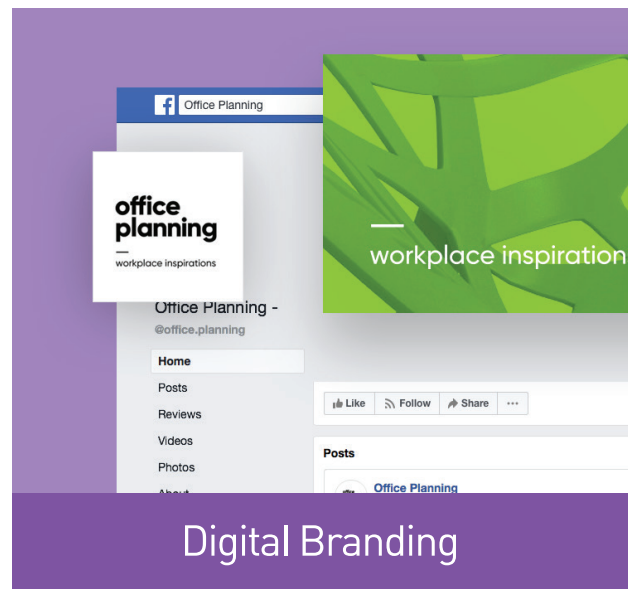 Office Planning
office
planning
workplace inspirations
workplace inspiration
Office Planning -
@office.planning
Home
Posts
Reviews
Videos
Photos
About
Like Follow Share ...
Posts
Office Planning
Digital Branding